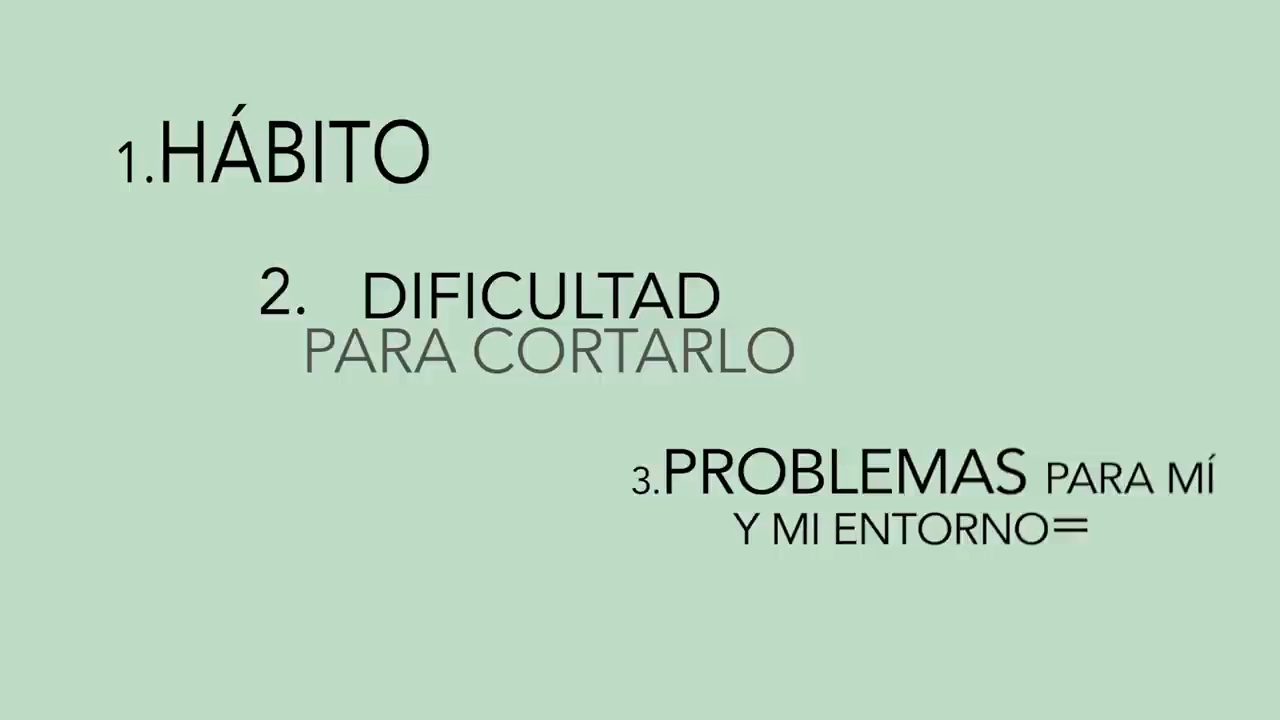 1.HÁBITO
2. DIFICULTAD
PARA CORTARLO
3.PROBLEMAS PARA MÍ
Y MI ENTORNO=